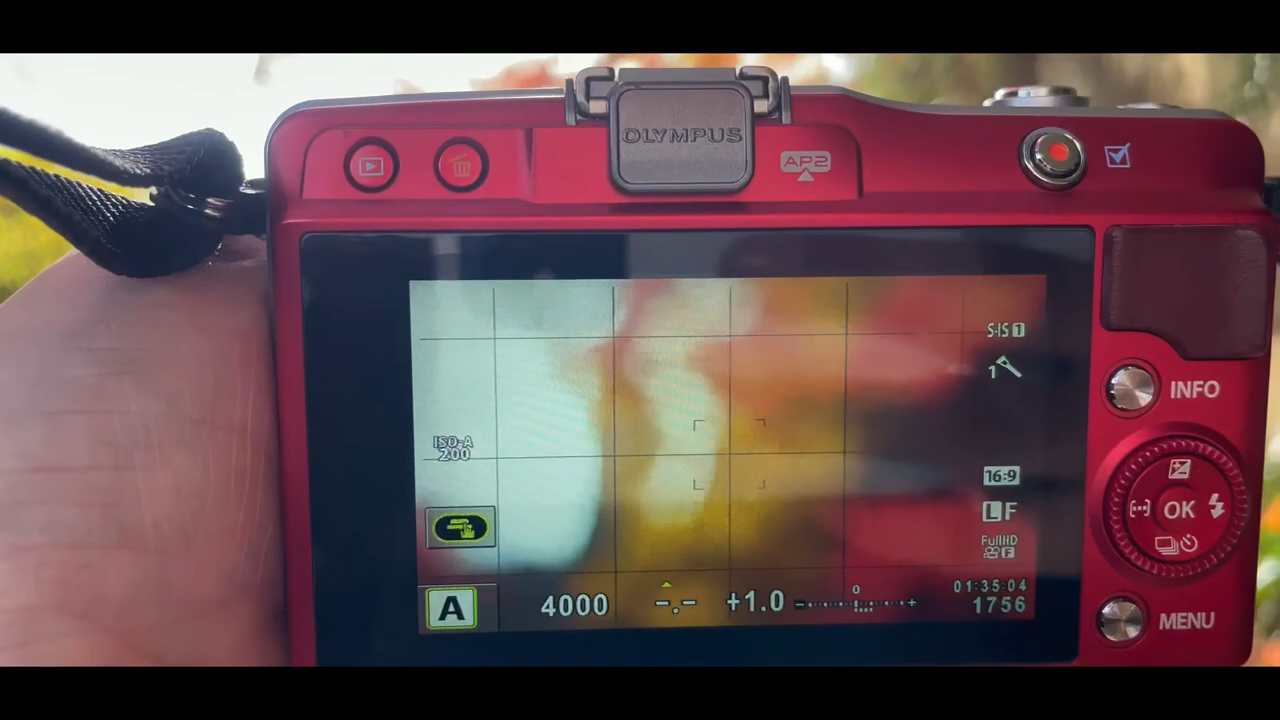 OLYMPUS
AP2
S-IS 1
1
ISO-A
200
INFO
16:9
LF
OK
FullHD
F
A
4000
--.--
+1.0
0
01:35:04
1756
MENU